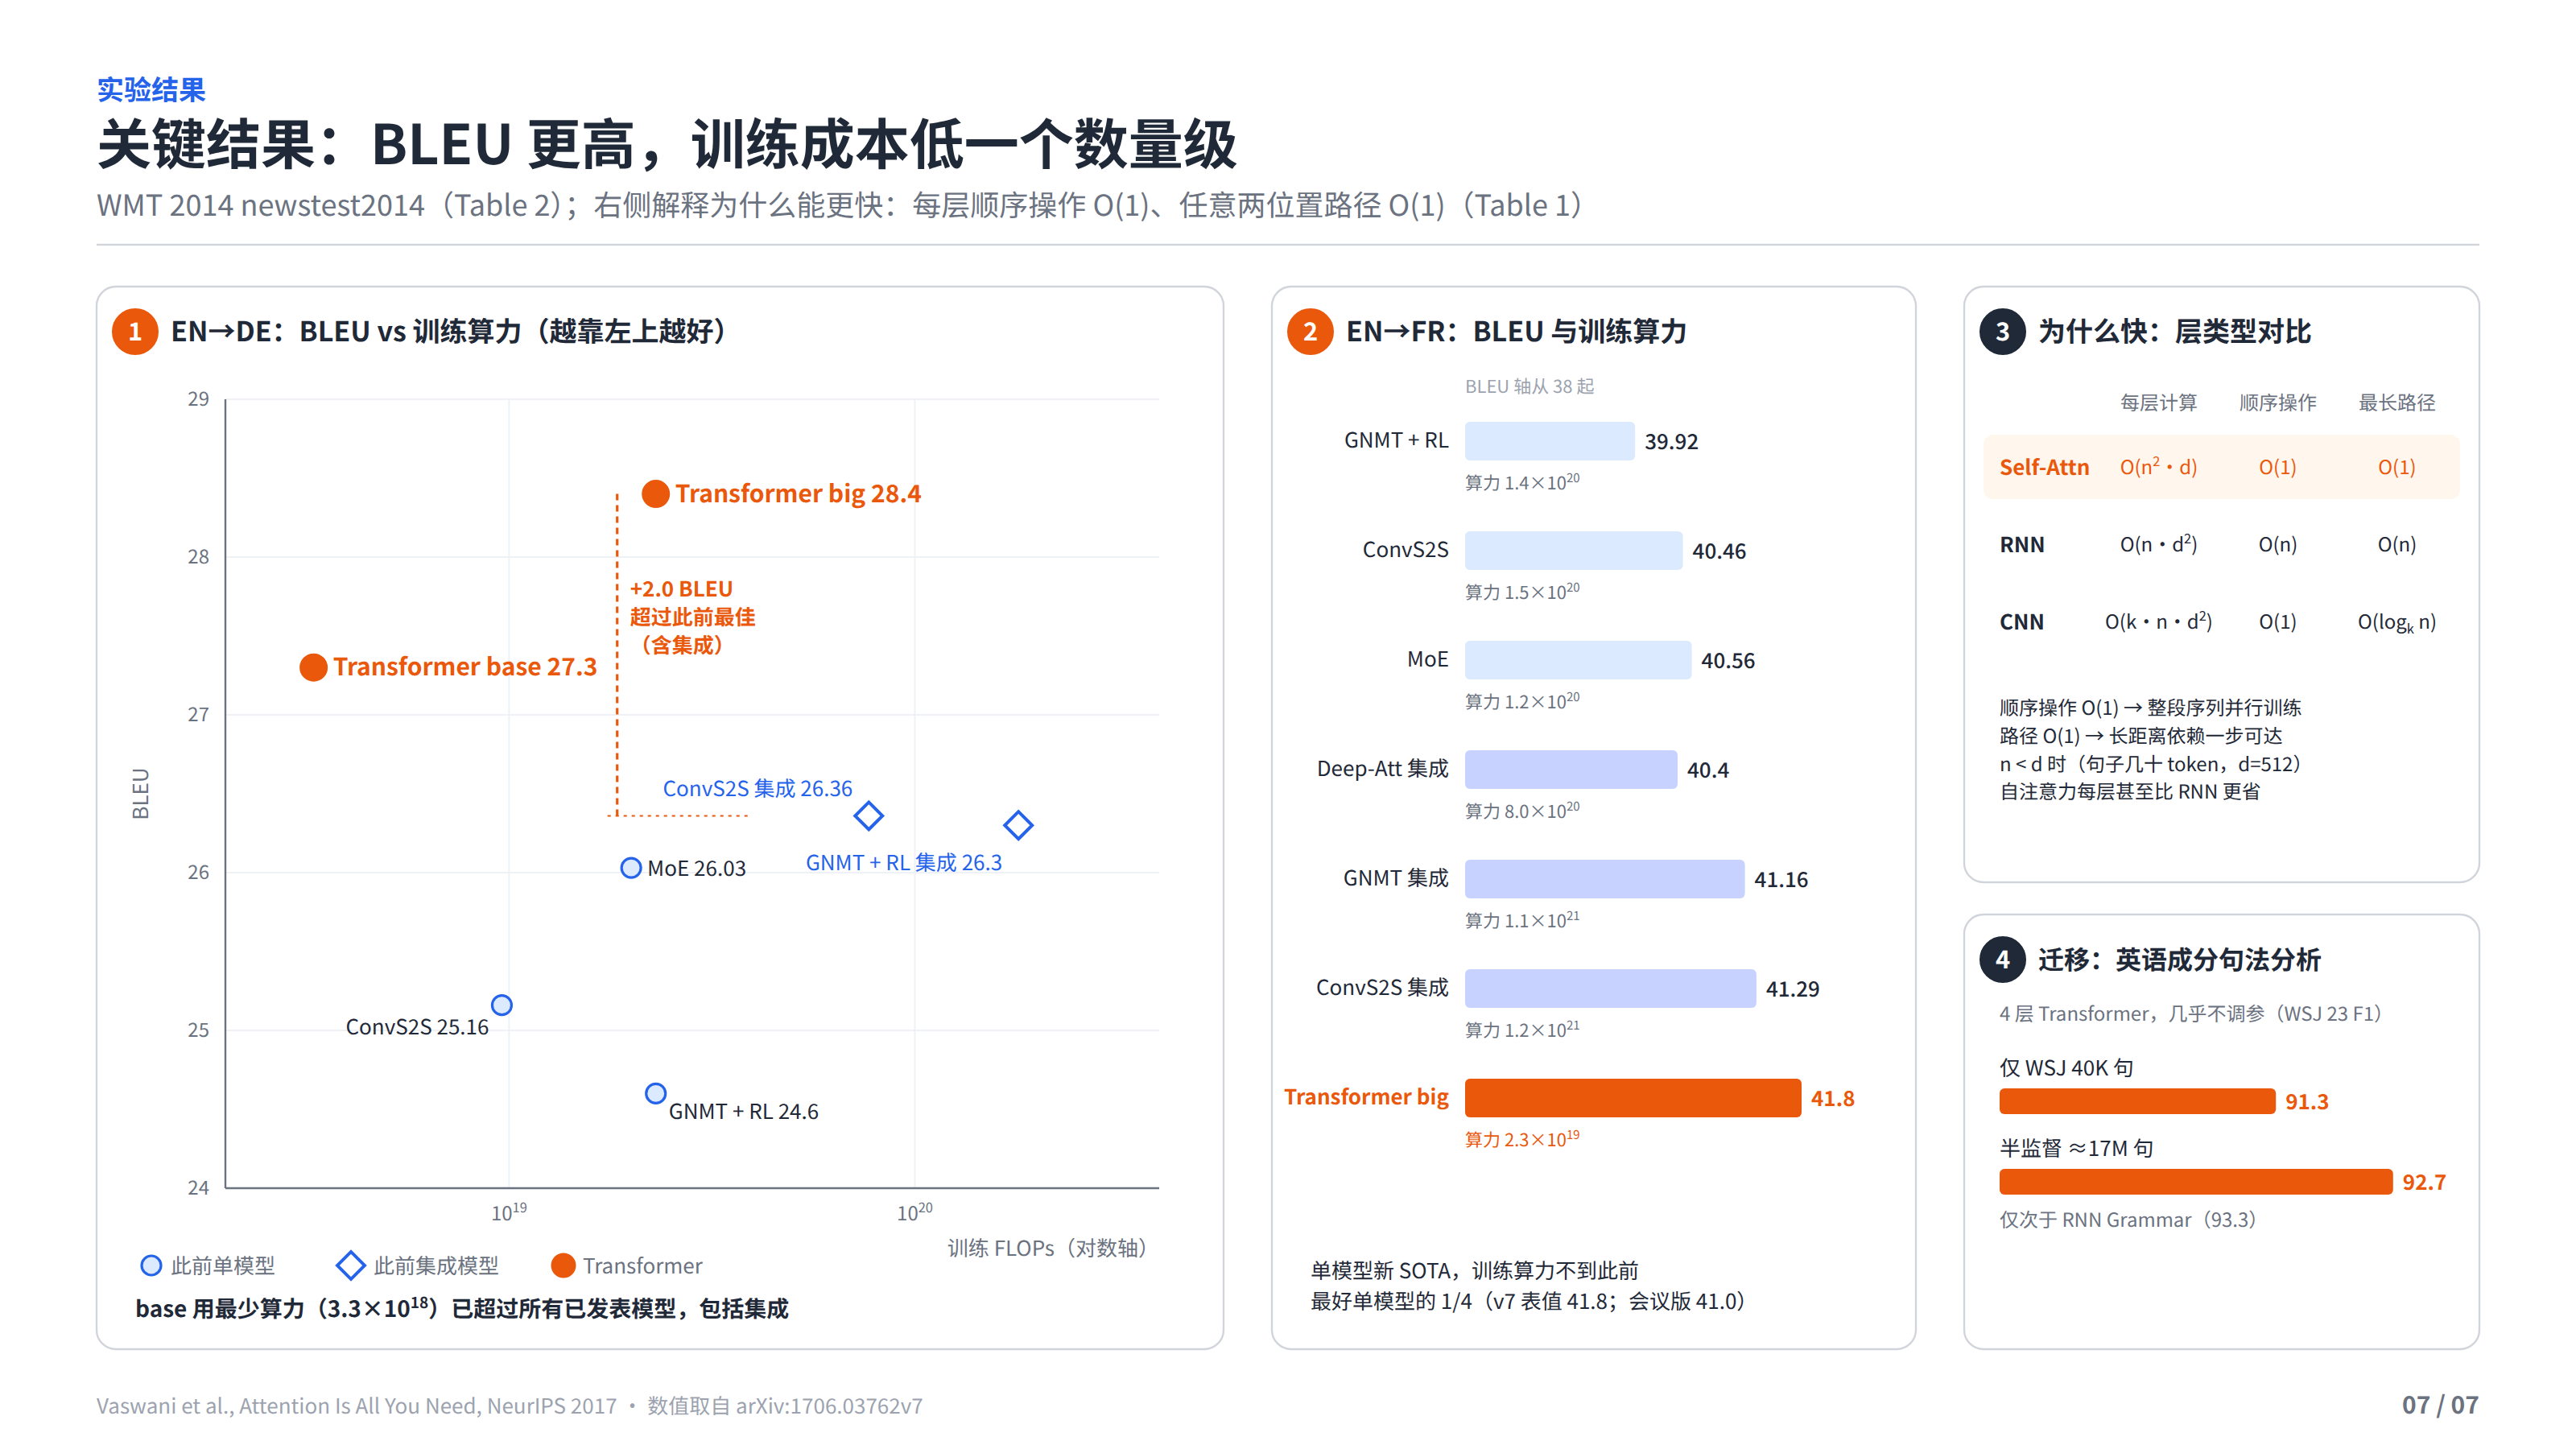 实验结果
关键结果：BLEU 更高，训练成本低一个数量级
WMT 2014 newstest2014（Table 2）；右侧解释为什么能更快：每层顺序操作 O(1)、任意两位置路径 O(1)（Table 1）
1 EN→DE：BLEU vs 训练算力（越靠左上越好）
29
28
27
26
25
24
BLEU
Transformer big 28.4
+2.0 BLEU
超过此前最佳
（含集成）
Transformer base 27.3
ConvS2S 集成 26.36
MoE 26.03
GNMT + RL 集成 26.3
ConvS2S 25.16
GNMT + RL 24.6
10¹⁹
10²⁰
训练 FLOPs（对数轴）
此前单模型
此前集成模型
Transformer
base 用最少算力（3.3×10¹⁸）已超过所有已发表模型，包括集成
2 EN→FR：BLEU 与训练算力
BLEU 轴从 38 起
GNMT + RL 39.92
算力 1.4×10²⁰
ConvS2S 40.46
算力 1.5×10²⁰
MoE 40.56
算力 1.2×10²⁰
Deep-Att 集成 40.4
算力 8.0×10²⁰
GNMT 集成 41.16
算力 1.1×10²¹
ConvS2S 集成 41.29
算力 1.2×10²¹
Transformer big 41.8
算力 2.3×10¹⁹
单模型新 SOTA，训练算力不到此前
最好单模型的 1/4（v7 表值 41.8；会议版 41.0）
3 为什么快：层类型对比
每层计算 顺序操作 最长路径
Self-Attn O(n²・d) O(1) O(1)
RNN O(n・d²) O(n) O(n)
CNN O(k・n・d²) O(1) O(logₖ n)
顺序操作 O(1) → 整段序列并行训练
路径 O(1) → 长距离依赖一步可达
n < d 时（句子几十 token，d=512）
自注意力每层甚至比 RNN 更省
4 迁移：英语成分句法分析
4 层 Transformer，几乎不调参（WSJ 23 F1）
仅 WSJ 40K 句
91.3
半监督 ≈17M 句
92.7
仅次于 RNN Grammar（93.3）
Vaswani et al., Attention Is All You Need, NeurIPS 2017 ・ 数值取自 arXiv:1706.03762v7
07 / 07